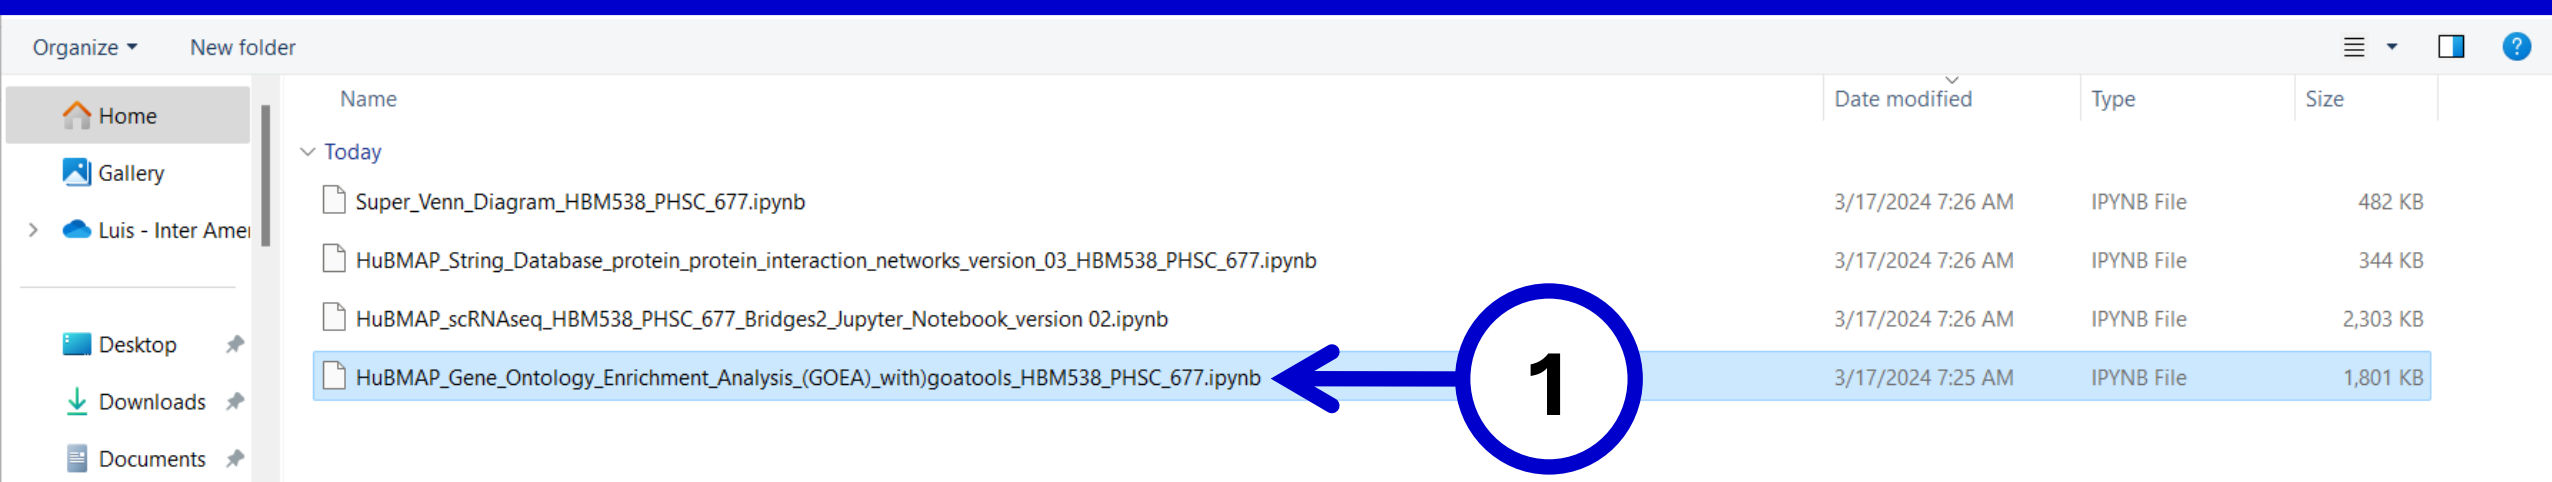 Organize New folder ?
Name Date modified Type Size
Home
Gallery
Luis - Inter Amer
Desktop
Downloads
Documents
Today
Super_Venn_Diagram_HBM538_PHSC_677.ipynb 3/17/2024 7:26 AM IPYNB File 482 KB
HuBMAP_String_Database_protein_protein_interaction_networks_version_03_HBM538_PHSC_677.ipynb 3/17/2024 7:26 AM IPYNB File 344 KB
HuBMAP_scRNAseq_HBM538_PHSC_677_Bridges2_Jupyter_Notebook_version 02.ipynb 3/17/2024 7:26 AM IPYNB File 2,303 KB
HuBMAP_Gene_Ontology_Enrichment_Analysis_(GOEA)_with)goatools_HBM538_PHSC_677.ipynb 3/17/2024 7:25 AM IPYNB File 1,801 KB
1